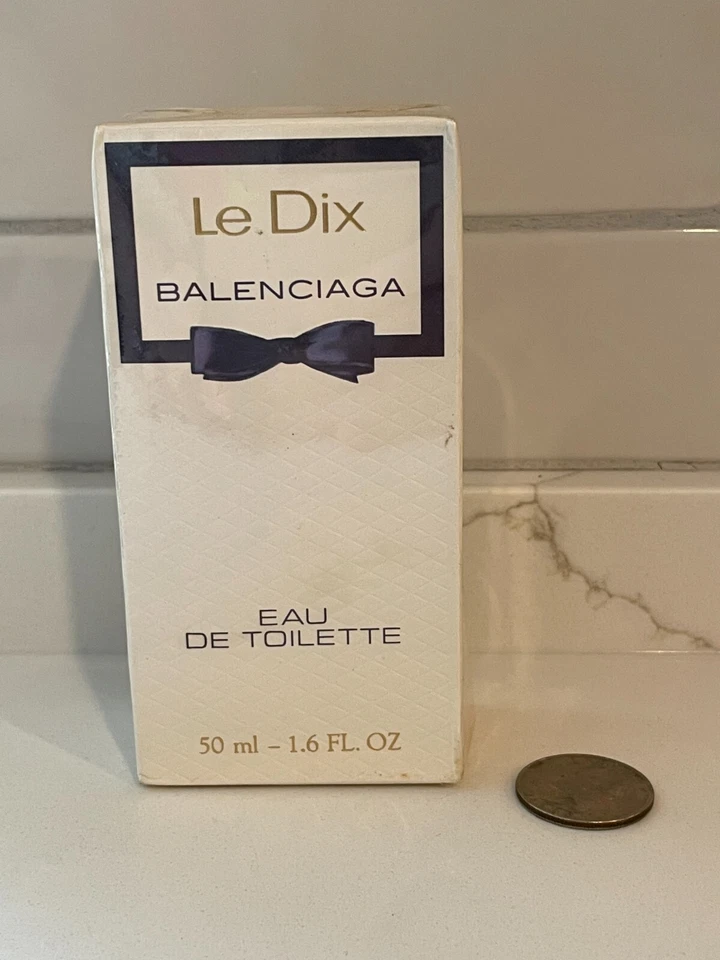 Le Dix
BALENCIAGA
EAU
DE TOILETTE
50 ml – 1.6 FL. OZ